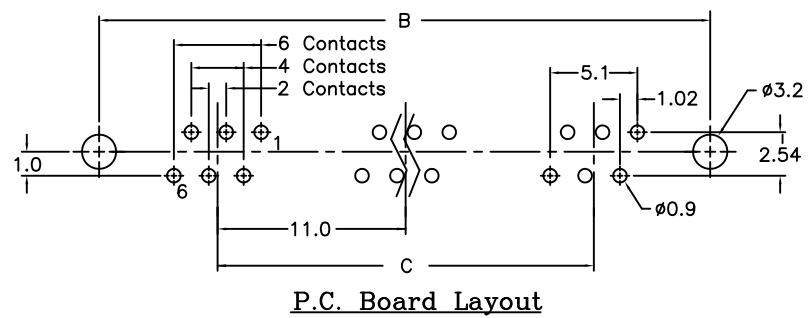 B
6 Contacts
4 Contacts
2 Contacts
5.1
1.02
ø3.2
1
1.0
2.54
6
ø0.9
11.0
C
P.C. Board Layout